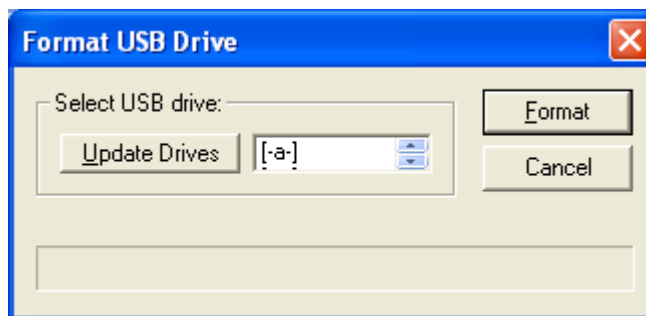 Format USB Drive
Select USB drive:
Update Drives [-a-]
Format
Cancel